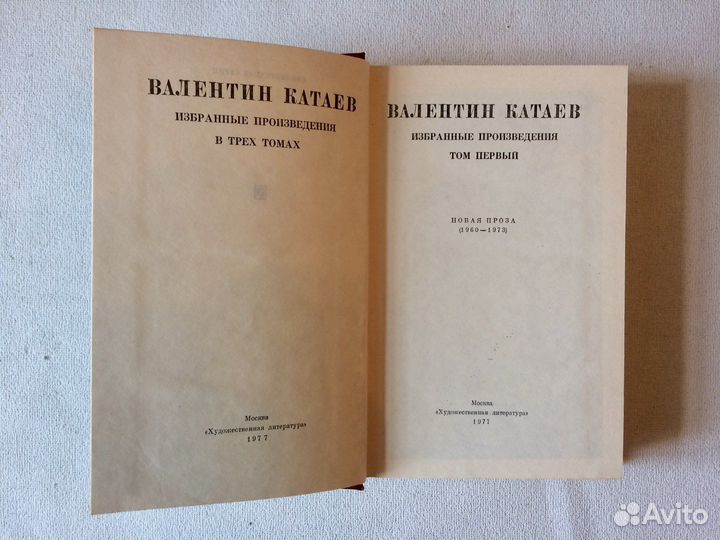 ВАЛЕНТИН КАТАЕВ
ИЗБРАННЫЕ ПРОИЗВЕДЕНИЯ
В ТРЕХ ТОМАХ
Москва
«Художественная литература»
1977
ВАЛЕНТИН КАТАЕВ
ИЗБРАННЫЕ ПРОИЗВЕДЕНИЯ
ТОМ ПЕРВЫЙ
НОВАЯ ПРОЗА
(1960—1973)
Москва
«Художественная литература»
1977
Avito